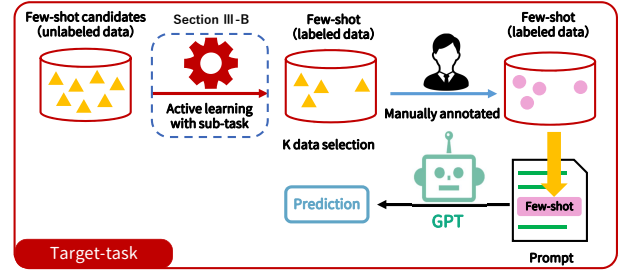 Few-shot candidates
(unlabeled data)
Section III-B
Few-shot
(labeled data)
Few-shot
(labeled data)
Active learning
with sub-task
Manually annotated
K data selection
Prediction
GPT
Few-shot
Target-task
Prompt